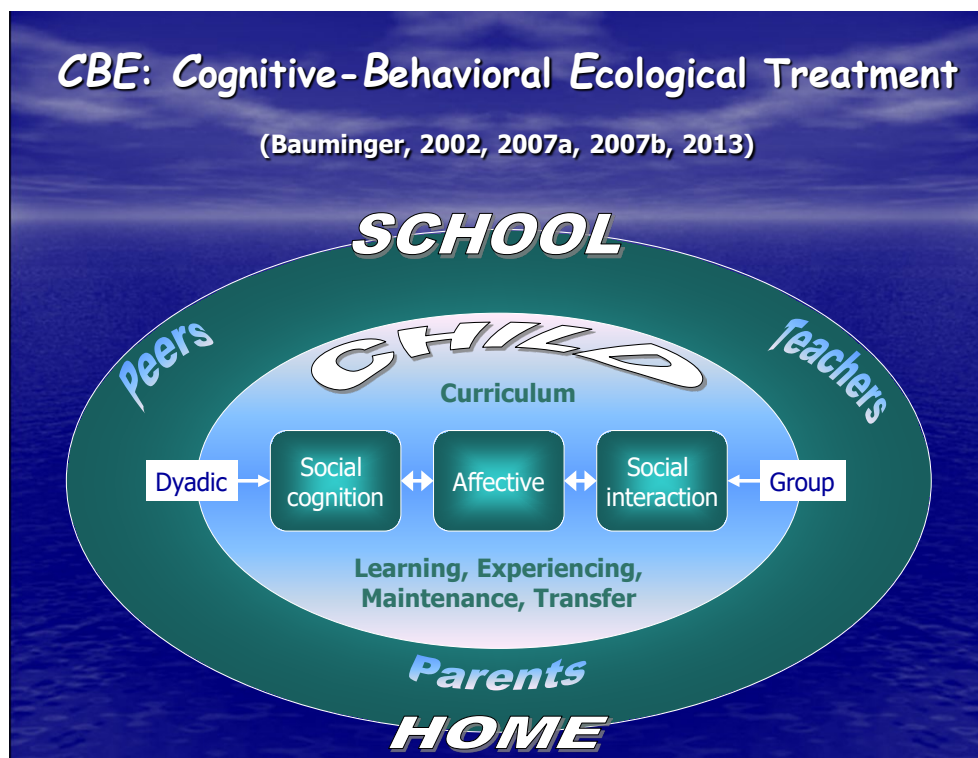 CBE: Cognitive-Behavioral Ecological Treatment
(Bauminger, 2002, 2007a, 2007b, 2013)
SCHOOL
Peers
Teachers
CHILD
Curriculum
Dyadic
Social
cognition
Affective
Social
interaction
Group
Learning, Experiencing,
Maintenance, Transfer
Parents
HOME